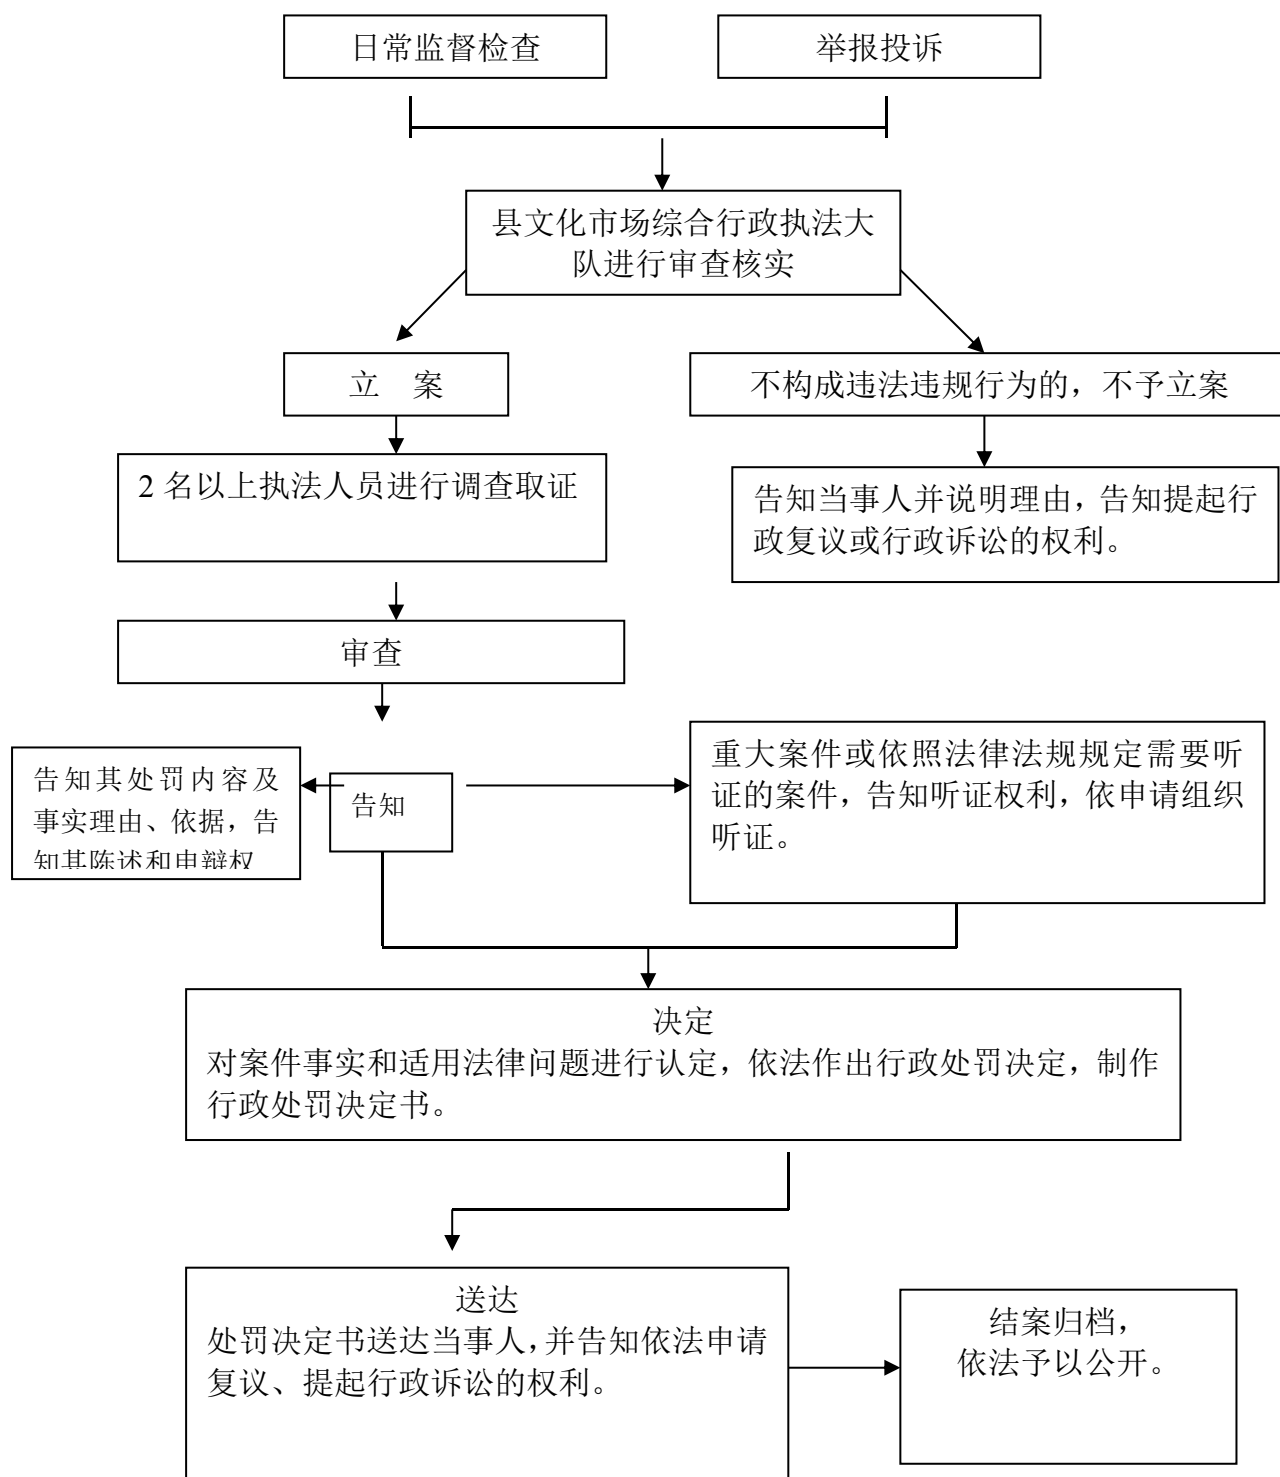 日常监督检查
举报投诉
县文化市场综合行政执法大
队进行审查核实
立　案
不构成违法违规行为的，不予立案
2 名以上执法人员进行调查取证
告知当事人并说明理由，告知提起行
政复议或行政诉讼的权利。
审查
告知其处罚内容及
事实理由、依据，告
知其陈述和申辩权
告知
重大案件或依照法律法规规定需要听
证的案件，告知听证权利，依申请组织
听证。
决定
对案件事实和适用法律问题进行认定，依法作出行政处罚决定，制作
行政处罚决定书。
送达
处罚决定书送达当事人，并告知依法申请
复议、提起行政诉讼的权利。
结案归档，
依法予以公开。